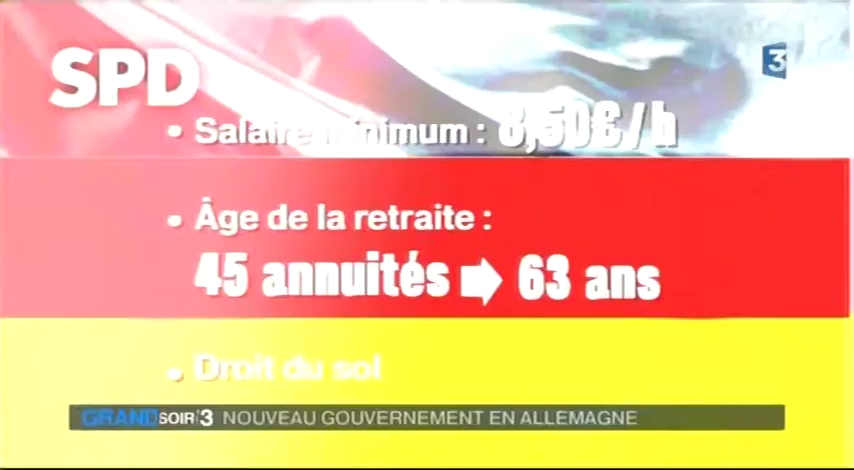 3
SPD
• Salaire minimum : 8,50€/h
• Âge de la retraite :
45 annuités ➡ 63 ans
• Droit du sol
GRAND SOIR 3 NOUVEAU GOUVERNEMENT EN ALLEMAGNE